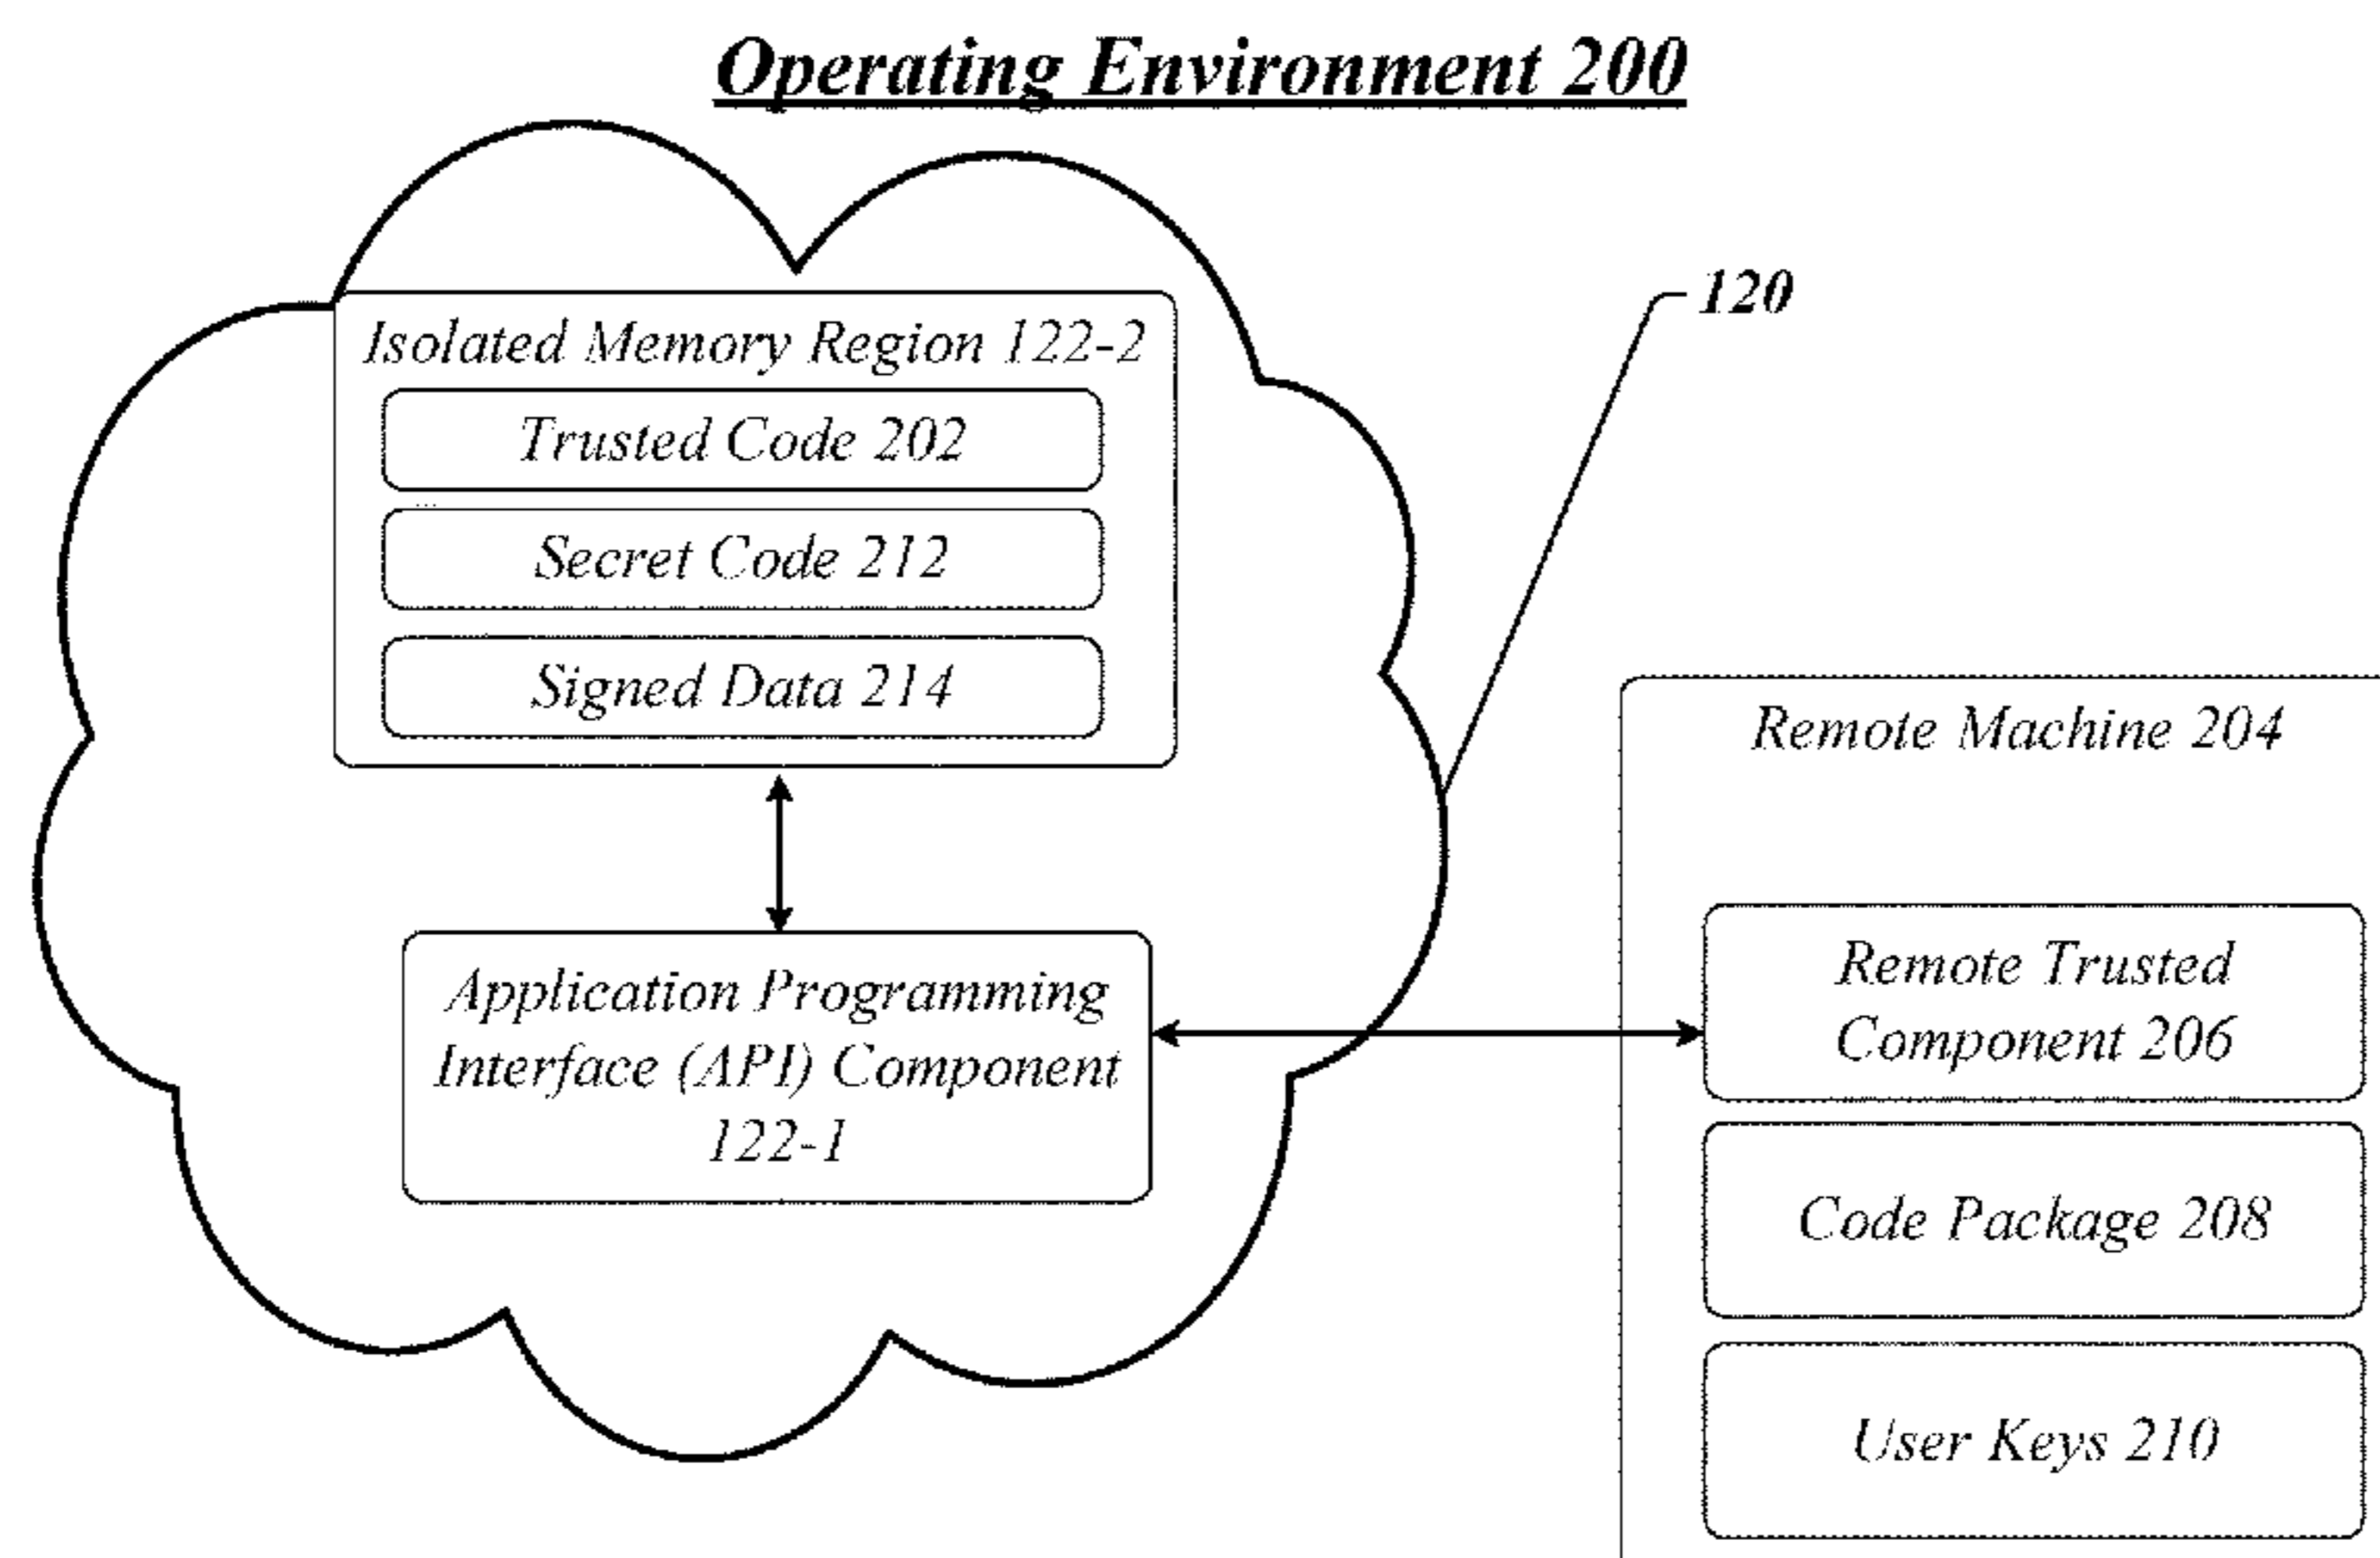 Operating Environment 200
120
Isolated Memory Region 122-2
Trusted Code 202
Secret Code 212
Signed Data 214
Application Programming
Interface (API) Component
122-1
Remote Machine 204
Remote Trusted
Component 206
Code Package 208
User Keys 210